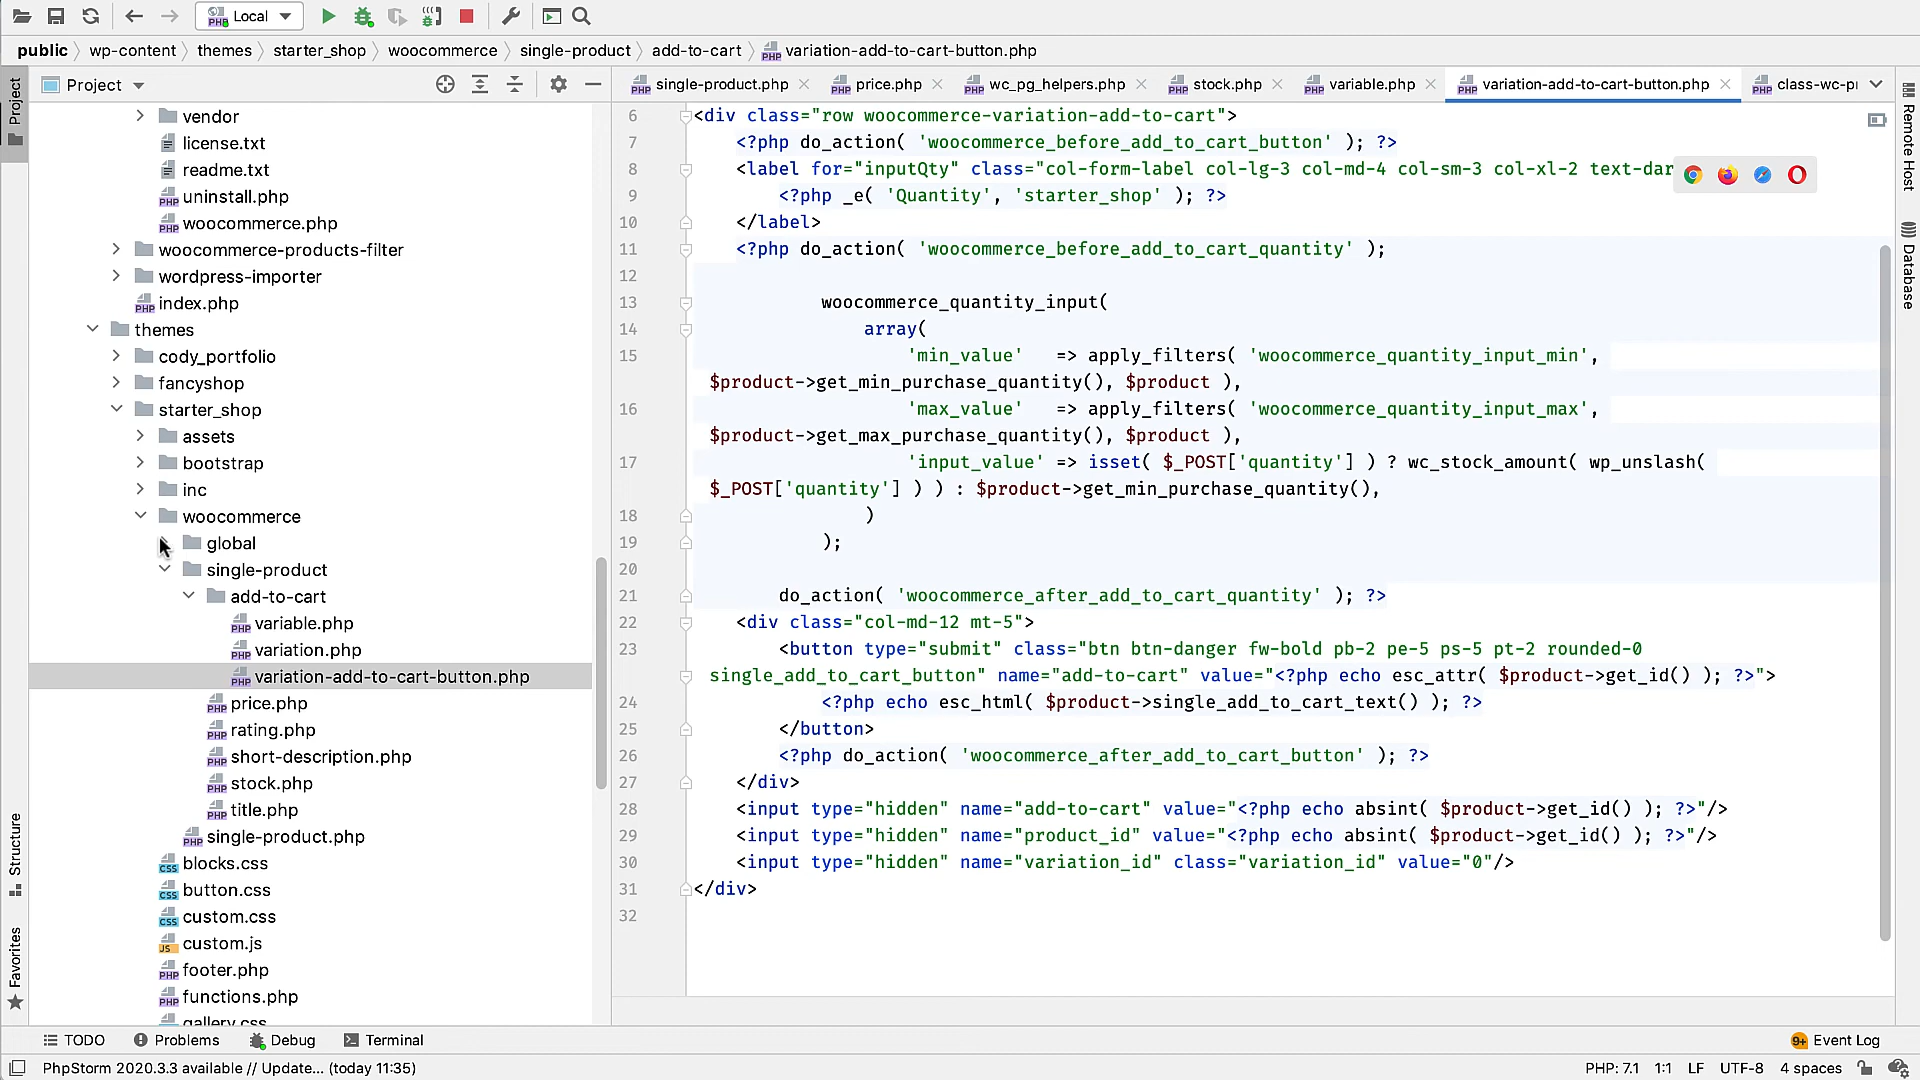 Local
public
wp-content
themes
starter_shop
woocommerce
single-product
add-to-cart
variation-add-to-cart-button.php
Project
Project
Structure
Favorites
vendor
license.txt
readme.txt
uninstall.php
woocommerce.php
woocommerce-products-filter
wordpress-importer
index.php
themes
cody_portfolio
fancyshop
starter_shop
assets
bootstrap
inc
woocommerce
global
single-product
add-to-cart
variable.php
variation.php
variation-add-to-cart-button.php
price.php
rating.php
short-description.php
stock.php
title.php
single-product.php
blocks.css
button.css
custom.css
custom.js
footer.php
functions.php
gallery.css
single-product.php
price.php
wc_pg_helpers.php
stock.php
variable.php
variation-add-to-cart-button.php
class-wc-pr
6 <div class="row woocommerce-variation-add-to-cart">
7 <?php do_action( 'woocommerce_before_add_to_cart_button' ); ?>
8 <label for="inputQty" class="col-form-label col-lg-3 col-md-4 col-sm-3 col-xl-2 text-dar
9 <?php _e( 'Quantity', 'starter_shop' ); ?>
10 </label>
11 <?php do_action( 'woocommerce_before_add_to_cart_quantity' );
12
13 woocommerce_quantity_input(
14 array(
15 'min_value' => apply_filters( 'woocommerce_quantity_input_min',
$product->get_min_purchase_quantity(), $product ),
16 'max_value' => apply_filters( 'woocommerce_quantity_input_max',
$product->get_max_purchase_quantity(), $product ),
17 'input_value' => isset( $_POST['quantity'] ) ? wc_stock_amount( wp_unslash(
$_POST['quantity'] ) ) : $product->get_min_purchase_quantity(),
18 )
19 );
20
21 do_action( 'woocommerce_after_add_to_cart_quantity' ); ?>
22 <div class="col-md-12 mt-5">
23 <button type="submit" class="btn btn-danger fw-bold pb-2 pe-5 ps-5 pt-2 rounded-0
single_add_to_cart_button" name="add-to-cart" value="<?php echo esc_attr( $product->get_id() ); ?>">
24 <?php echo esc_html( $product->single_add_to_cart_text() ); ?>
25 </button>
26 <?php do_action( 'woocommerce_after_add_to_cart_button' ); ?>
27 </div>
28 <input type="hidden" name="add-to-cart" value="<?php echo absint( $product->get_id() ); ?>"/>
29 <input type="hidden" name="product_id" value="<?php echo absint( $product->get_id() ); ?>"/>
30 <input type="hidden" name="variation_id" class="variation_id" value="0"/>
31 </div>
32
Remote Host
Database
TODO
Problems
Debug
Terminal
9+ Event Log
PhpStorm 2020.3.3 available // Update... (today 11:35)
PHP: 7.1
1:1
LF
UTF-8
4 spaces